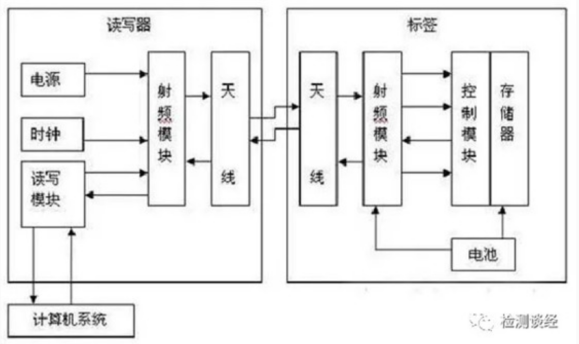 读写器
标签
电源
时钟
读写
模块
射频模块
天线
天线
射频模块
控制模块
存储器
电池
计算机系统
检测谈经